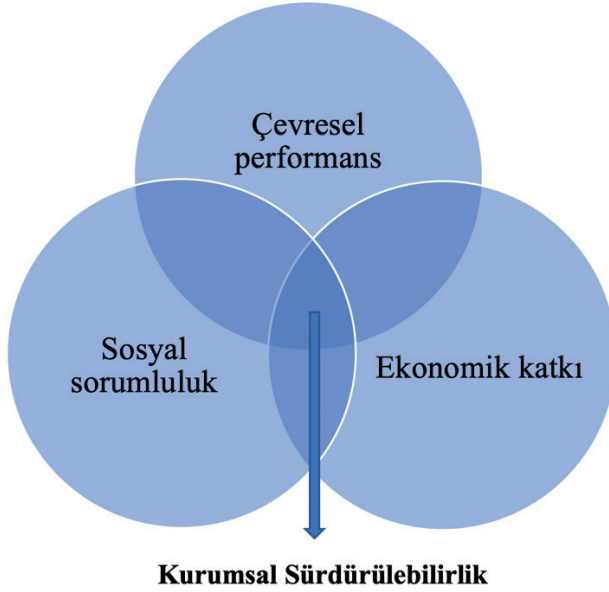 Çevresel
performans
Sosyal
sorumluluk
Ekonomik katkı
Kurumsal Sürdürülebilirlik